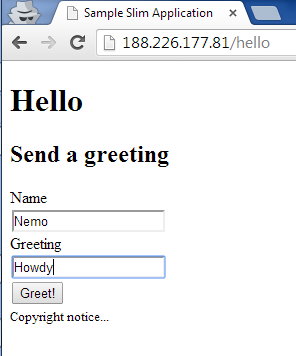 Sample Slim Application
188.226.177.81/hello
Hello
Send a greeting
Name
Nemo
Greeting
Howdy
Greet!
Copyright notice...